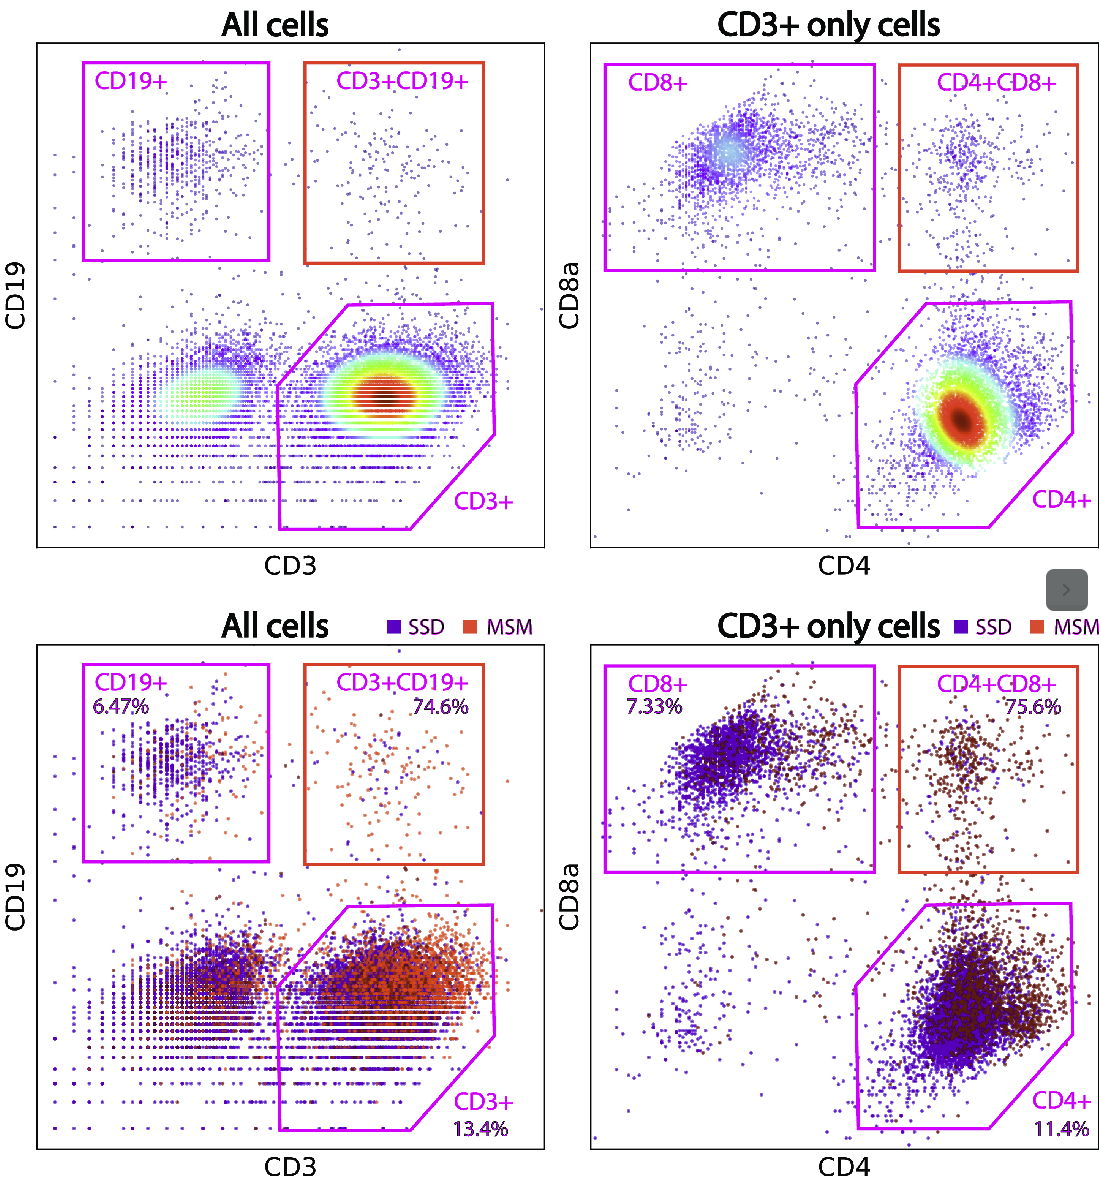 All cells
CD3+ only cells
CD19+
CD3+CD19+
CD8+
CD4+CD8+
CD19
CD8a
CD3+
CD4+
CD3
CD4
All cells
SSD
MSM
CD3+ only cells
SSD
MSM
CD19+
6.47%
CD3+CD19+
74.6%
CD8+
7.33%
CD4+CD8+
75.6%
CD19
CD8a
CD3+
13.4%
CD4+
11.4%
CD3
CD4